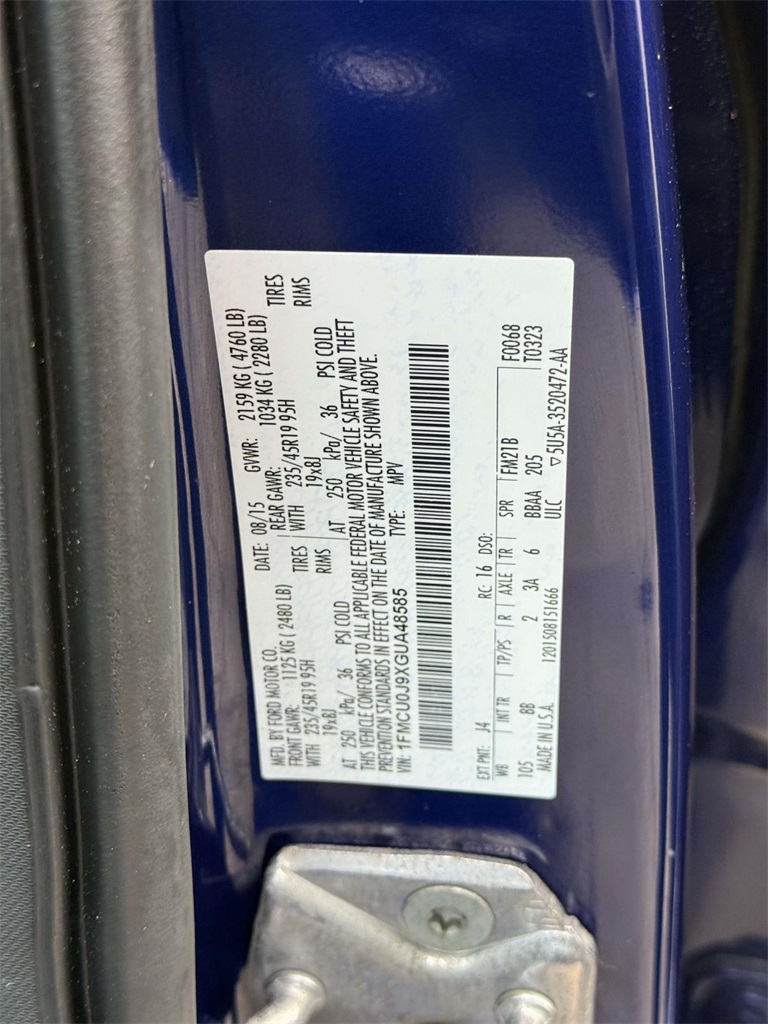 MFD. BY FORD MOTOR CO.
DATE: 08/15 GVWR: 2159 KG ( 4760 LB)
FRONT GAWR: 1125 KG ( 2480 LB) REAR GAWR: 1034 KG ( 2280 LB)
WITH 235/45R19 95H TIRES WITH 235/45R19 95H TIRES
19x8J RIMS 19x8J RIMS
AT 250 kPa/ 36 PSI COLD AT 250 kPa/ 36 PSI COLD
THIS VEHICLE CONFORMS TO ALL APPLICABLE FEDERAL MOTOR VEHICLE SAFETY AND THEFT
PREVENTION STANDARDS IN EFFECT ON THE DATE OF MANUFACTURE SHOWN ABOVE.
VIN: 1FMCU0J9XGUA48585 TYPE: MPV
EXT PNT: J4 RC: 16 DSO: F0068
WB INT TR TP/PS R AXLE TR SPR FM21B T0323
105 8B 2 3A 6 BBAA 205
MADE IN U.S.A. 1201508151666 ULC ▽5U5A-3520472-AA